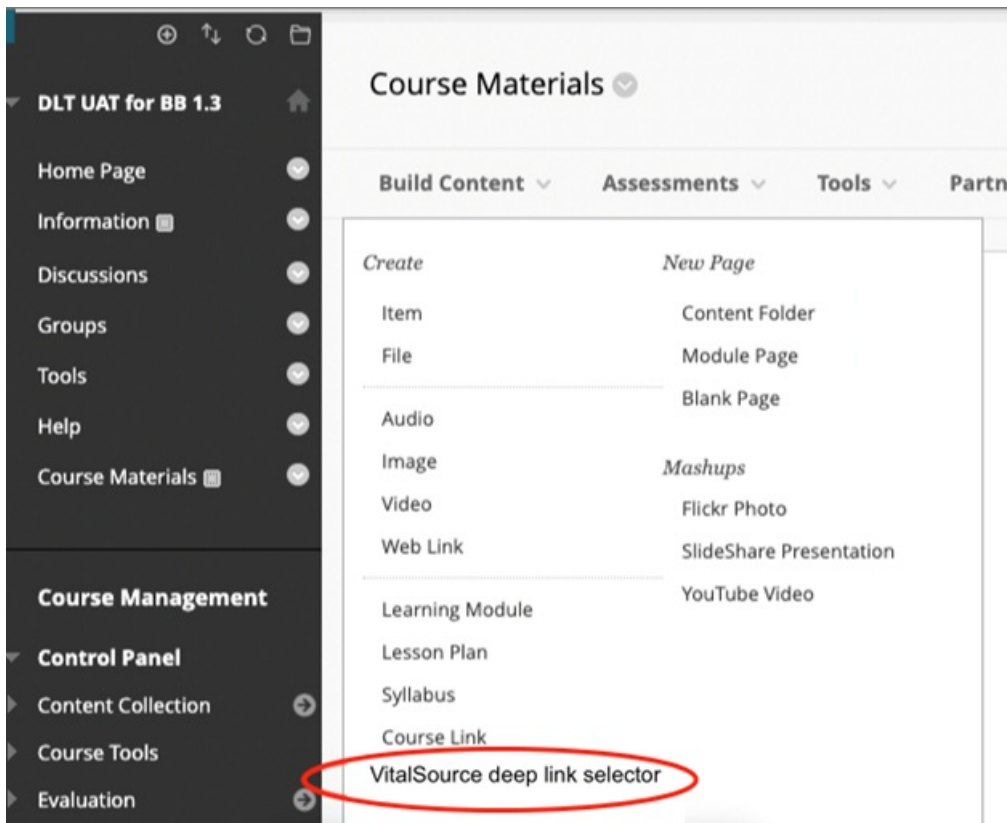 DLT UAT for BB 1.3
Home Page
Information
Discussions
Groups
Tools
Help
Course Materials
Course Management
Control Panel
Content Collection
Course Tools
Evaluation
Course Materials
Build Content
Assessments
Tools
Partn
Create
Item
File
Audio
Image
Video
Web Link
Learning Module
Lesson Plan
Syllabus
Course Link
VitalSource deep link selector
New Page
Content Folder
Module Page
Blank Page
Mashups
Flickr Photo
SlideShare Presentation
YouTube Video